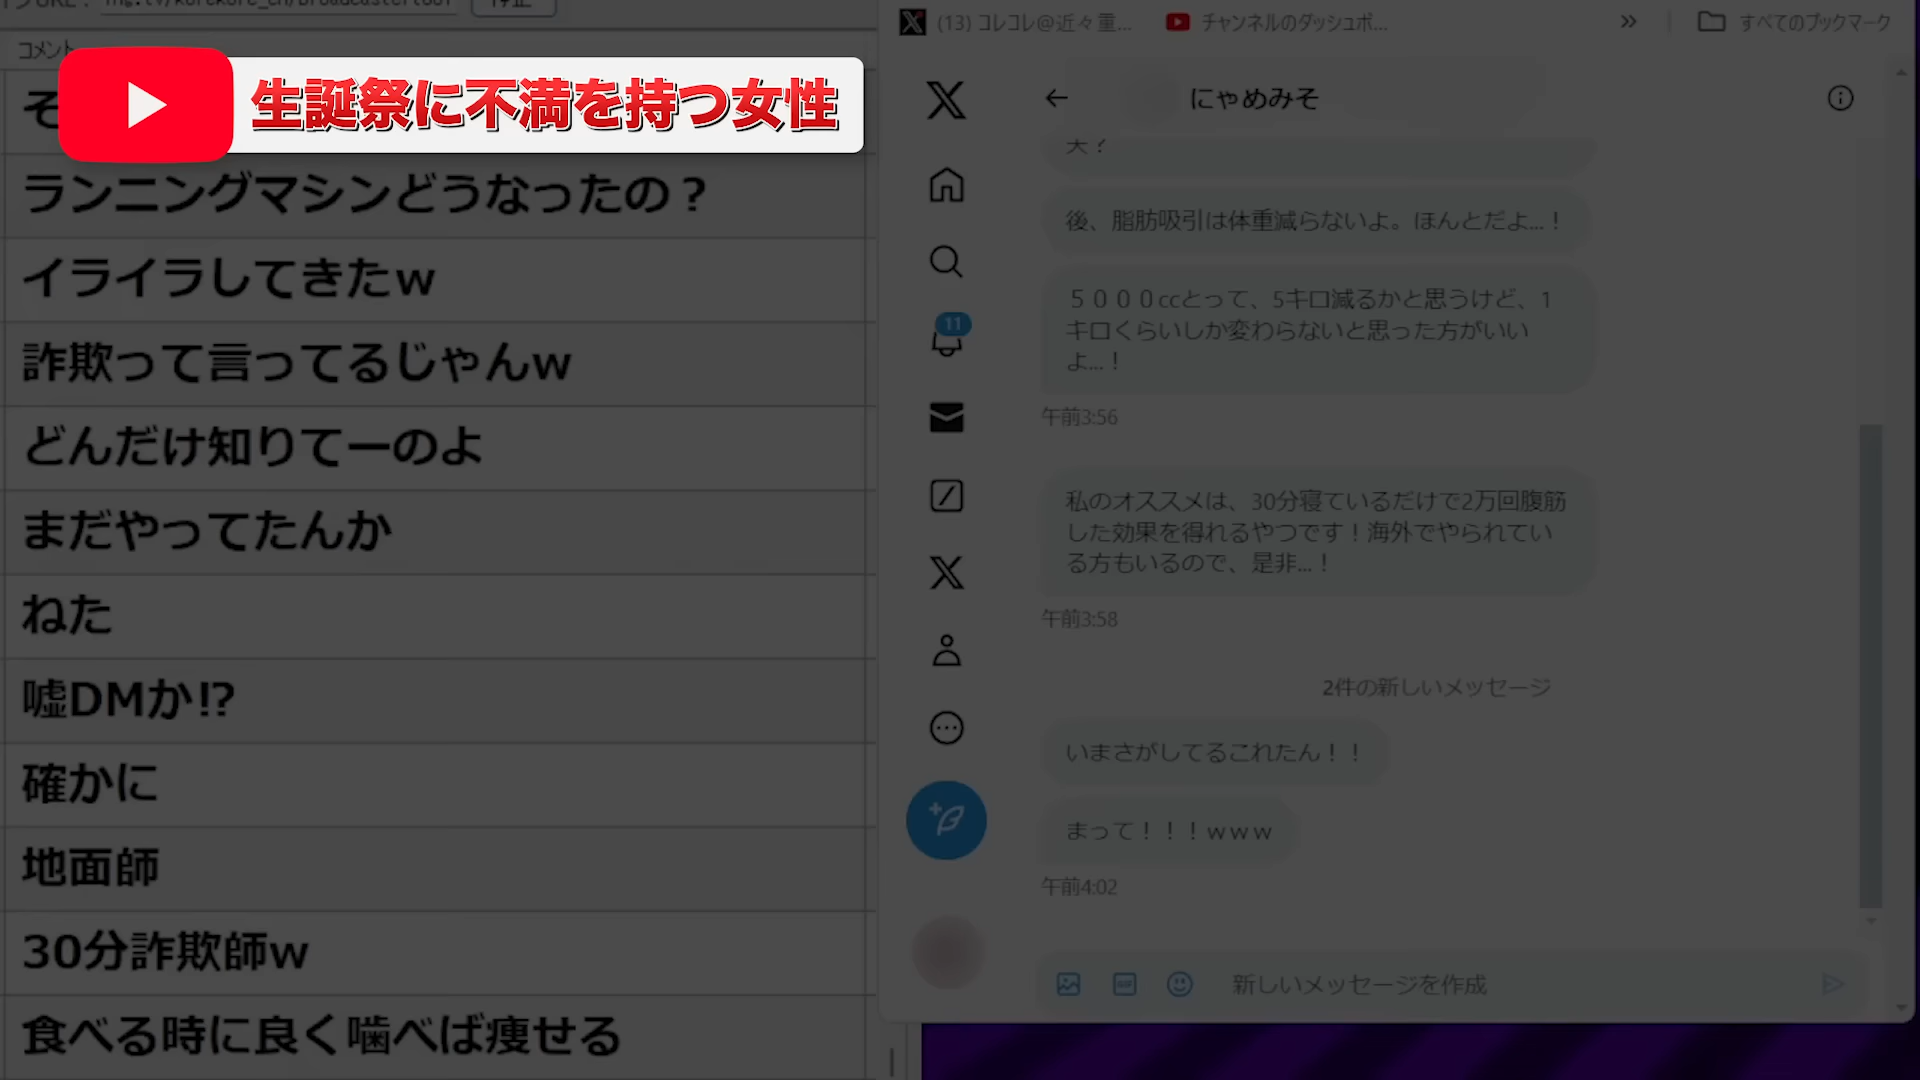 コメント
生誕祭に不満を持つ女性
そ
ランニングマシンどうなったの？
イライラしてきたw
詐欺って言ってるじゃんw
どんだけ知りてーのよ
まだやってたんか
ねた
嘘DMか⁉
確かに
地面師
30分詐欺師w
食べる時に良く噛べば痩せる
(13) コレコレ@近々重...
チャンネルのダッシュボ...
すべてのブックマーク
にゃめみそ
後、脂肪吸引は体重減らないよ。ほんとだよ...！
５０００ccとって、5キロ減るかと思うけど、1
キロくらいしか変わらないと思った方がいい
よ...！
午前3:56
私のオススメは、30分寝ているだけで2万回腹筋
した効果を得れるやつです！海外でやられてい
る方もいるので、是非...！
午前3:58
2件の新しいメッセージ
いまさがしてるこれたん！！
まって！！！ｗｗｗ
午前4:02
新しいメッセージを作成
11
GIF